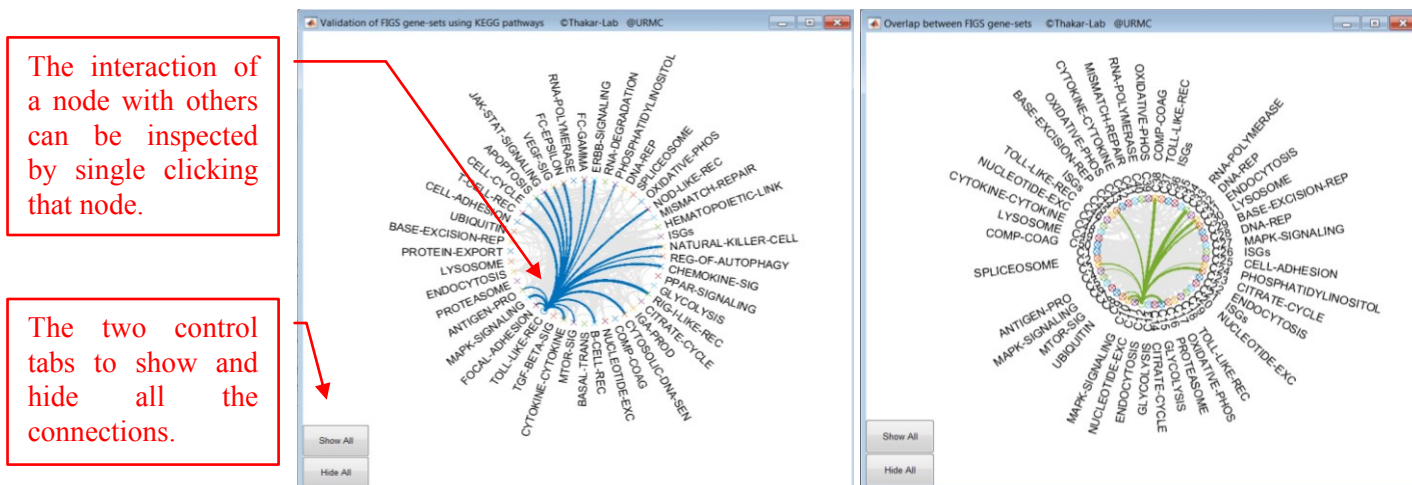 The interaction of
a node with others
can be inspected
by single clicking
that node.
The two control
tabs to show and
hide all the
connections.
Validation of FIGS gene-sets using KEGG pathways ©Thakar-Lab @URMC
JAK-STAT-SIGNALING
VEGF-SIG
FC-EPSILON
RNA-POLYMERASE
FC-GAMMA
ERBB-SIGNALING
RNA-DEGRADATION
PHOSPHATIDYLINOSITOL
DNA-REP
SPLICEOSOME
OXIDATIVE-PHOS
NOD-LIKE-REC
MISMATCH-REPAIR
HEMATOPOIETIC-LINK
ISGs
NATURAL-KILLER-CELL
REG-OF-AUTOPHAGY
CHEMOKINE-SIG
PPAR-SIGNALING
GLYCOLYSIS
RIG-I-LIKE-REC
CITRATE-CYCLE
IGA-PROD
CYTOSOLIC-DNA-SEN
COMP-COAG
NUCLEOTIDE-EXC
B-CELL-REC
BASAL-TRANS
MTOR-SIG
CYTOKINE-CYTOKINE
TGF-BETA-SIG
TOLL-LIKE-REC
FOCAL-ADHESION
MAPK-SIGNALING
ANTIGEN-PRO
PROTEASOME
ENDOCYTOSIS
LYSOSOME
PROTEIN-EXPORT
BASE-EXCISION-REP
UBIQUITIN
CELL-ADHESION
T-CELL-REC
CELL-CYCLE
APOPTOSIS
Show All
Hide All
Overlap between FIGS gene-sets ©Thakar-Lab @URMC
BASE-EXCISION-REP
OXIDATIVE-PHOS
CYTOKINE-CYTOKINE
MISMATCH-REPAIR
RNA-POLYMERASE
OXIDATIVE-PHOS
COMP-COAG
TOLL-LIKE-REC
ISGs
RNA-POLYMERASE
DNA-REP
ENDOCYTOSIS
LYSOSOME
BASE-EXCISION-REP
DNA-REP
MAPK-SIGNALING
ISGs
CELL-ADHESION
PHOSPHATIDYLINOSITOL
CITRATE-CYCLE
ENDOCYTOSIS
ISGs
NUCLEOTIDE-EXC
TOLL-LIKE-REC
OXIDATIVE-PHOS
PROTEASOME
GLYCOLYSIS
CITRATE-CYCLE
GLYCOLYSIS
ENDOCYTOSIS
NUCLEOTIDE-EXC
MAPK-SIGNALING
UBIQUITIN
MTOR-SIG
MAPK-SIGNALING
ANTIGEN-PRO
SPLICEOSOME
COMP-COAG
LYSOSOME
CYTOKINE-CYTOKINE
NUCLEOTIDE-EXC
TOLL-LIKE-REC
ISGs
Show All
Hide All